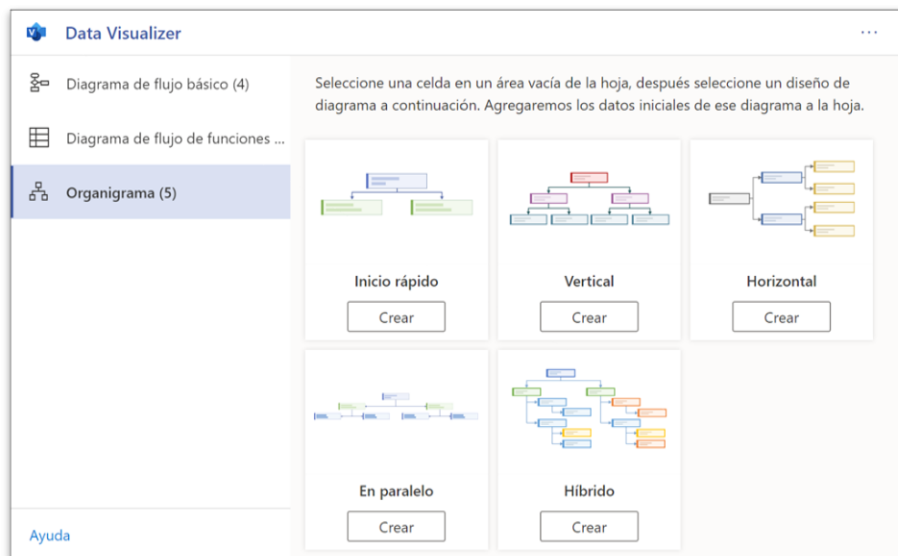 Data Visualizer
...
Diagrama de flujo básico (4)
Diagrama de flujo de funciones ...
Organigrama (5)
Ayuda
Seleccione una celda en un área vacía de la hoja, después seleccione un diseño de
diagrama a continuación. Agregaremos los datos iniciales de ese diagrama a la hoja.
Inicio rápido
Crear
Vertical
Crear
Horizontal
Crear
En paralelo
Crear
Híbrido
Crear